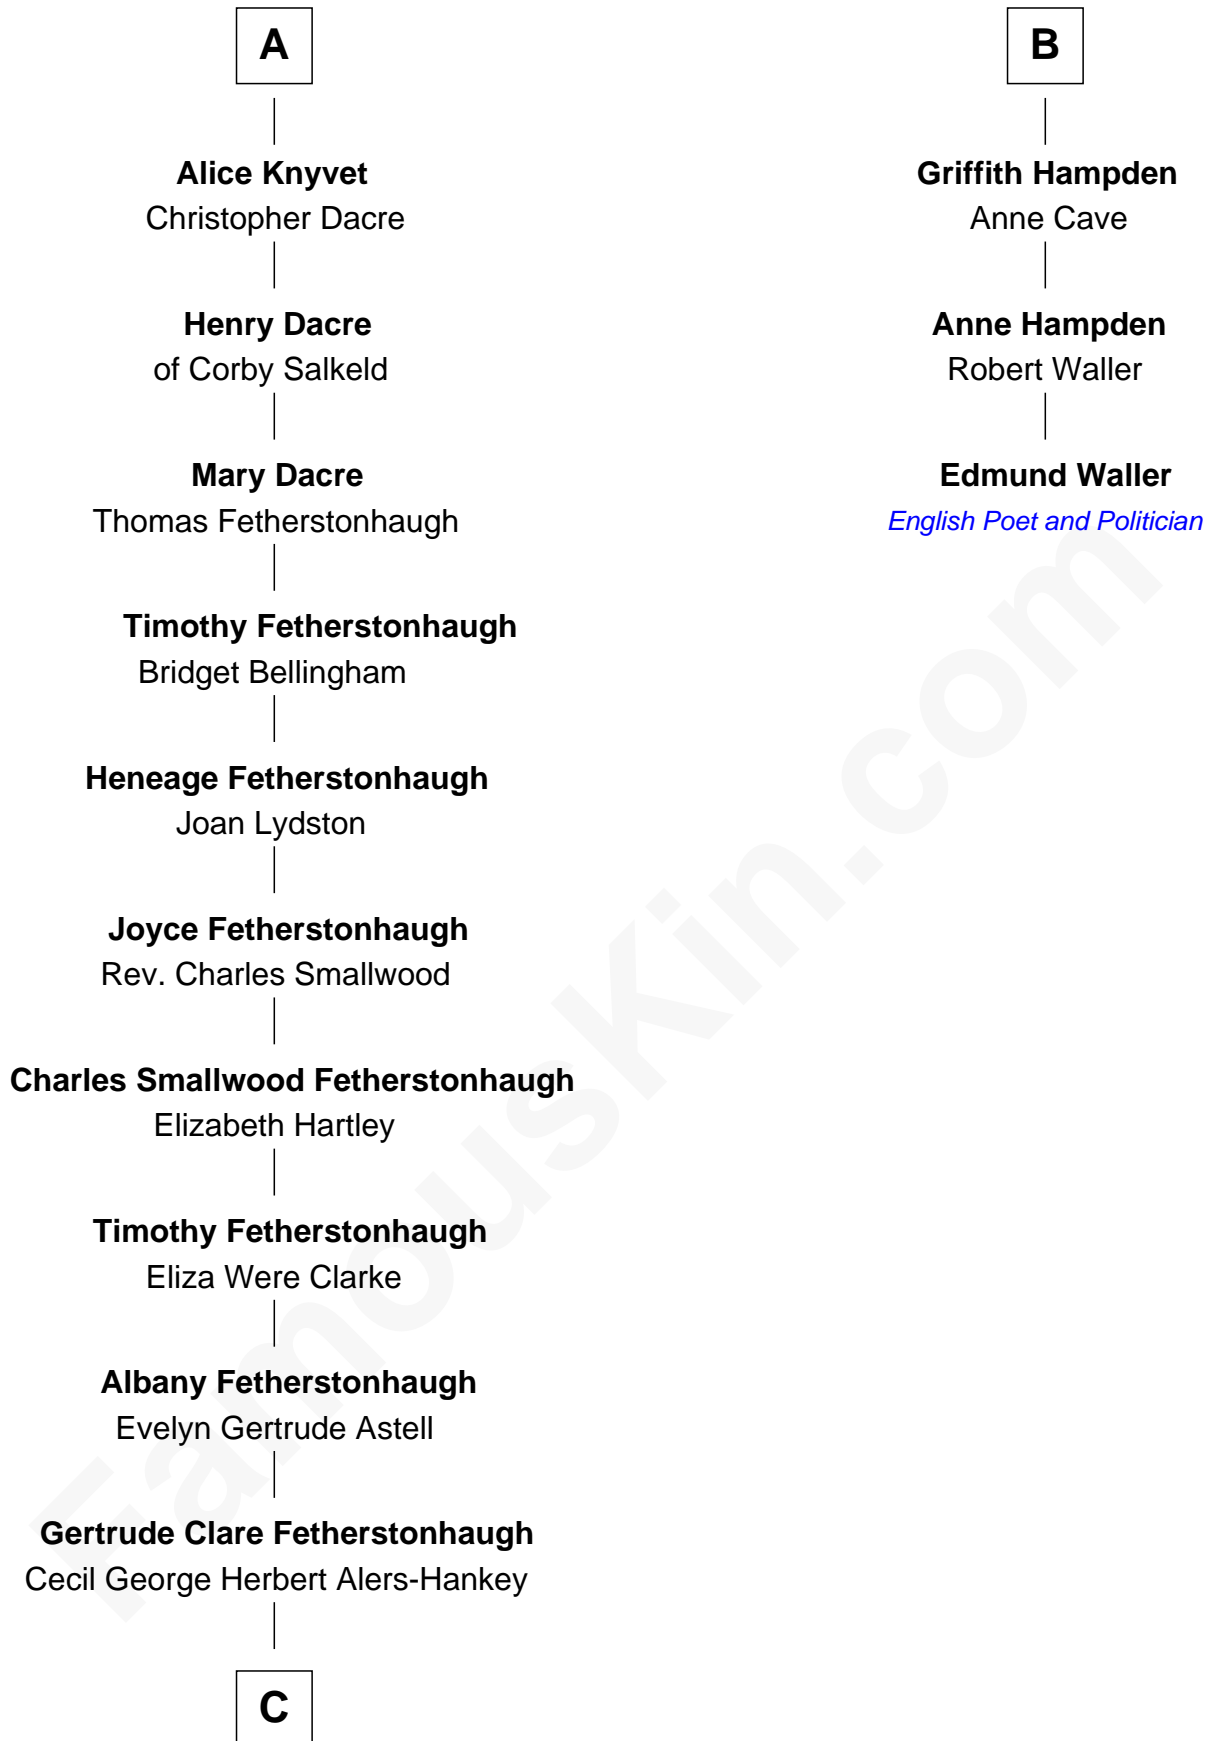 A
Alice Knyvet
Christopher Dacre
Henry Dacre
of Corby Salkeld
Mary Dacre
Thomas Fetherstonhaugh
Timothy Fetherstonhaugh
Bridget Bellingham
Heneage Fetherstonhaugh
Joan Lydston
Joyce Fetherstonhaugh
Rev. Charles Smallwood
Charles Smallwood Fetherstonhaugh
Elizabeth Hartley
Timothy Fetherstonhaugh
Eliza Were Clarke
Albany Fetherstonhaugh
Evelyn Gertrude Astell
Gertrude Clare Fetherstonhaugh
Cecil George Herbert Alers-Hankey
C
B
Griffith Hampden
Anne Cave
Anne Hampden
Robert Waller
Edmund Waller
English Poet and Politician
FamousKin.com